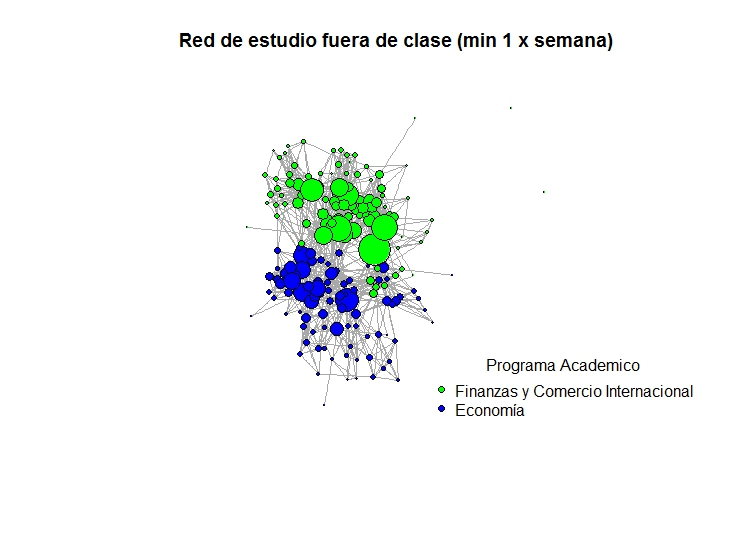 Red de estudio fuera de clase (min 1 x semana)
Programa Academico
Finanzas y Comercio Internacional
Economía